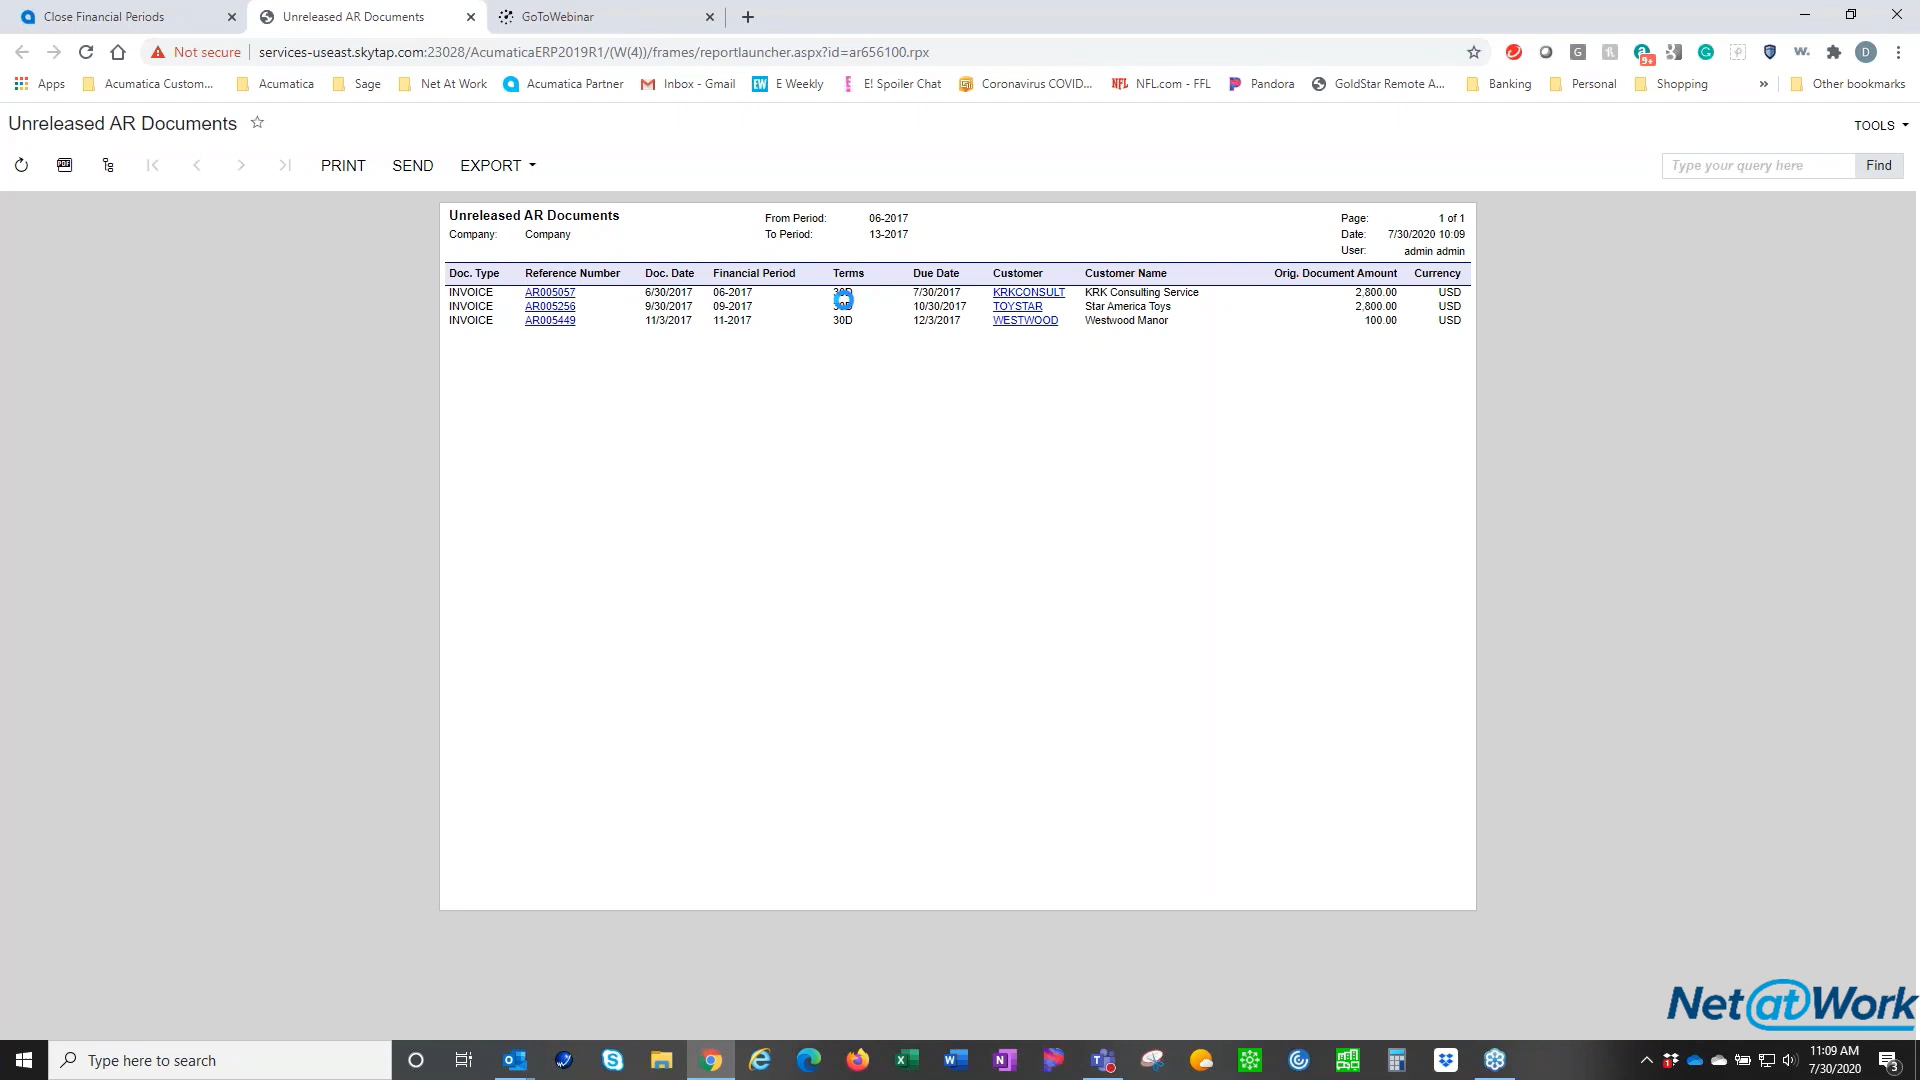 Close Financial Periods
Unreleased AR Documents
GoToWebinar
Not secure
services-useast.skytap.com:23028/AcumaticaERP2019R1/(W(4))/frames/reportlauncher.aspx?id=ar656100.rpx
Apps
Acumatica Custom...
Acumatica
Sage
Net At Work
Acumatica Partner
Inbox - Gmail
E Weekly
E! Spoiler Chat
Coronavirus COVID...
NFL.com - FFL
Pandora
GoldStar Remote A...
Banking
Personal
Shopping
Other bookmarks
Unreleased AR Documents
TOOLS
PRINT
SEND
EXPORT
Type your query here
Find
Unreleased AR Documents From Period: 06-2017 Page: 1 of 1
Company: Company To Period: 13-2017 Date: 7/30/2020 10:09
User: admin admin
Doc. Type Reference Number Doc. Date Financial Period Terms Due Date Customer Customer Name Orig. Document Amount Currency
INVOICE AR005057 6/30/2017 06-2017 30D 7/30/2017 KRKCONSULT KRK Consulting Service 2,800.00 USD
INVOICE AR005256 9/30/2017 09-2017 30D 10/30/2017 TOYSTAR Star America Toys 2,800.00 USD
INVOICE AR005449 11/3/2017 11-2017 30D 12/3/2017 WESTWOOD Westwood Manor 100.00 USD
NetatWork
Type here to search
11:09 AM
7/30/2020
3